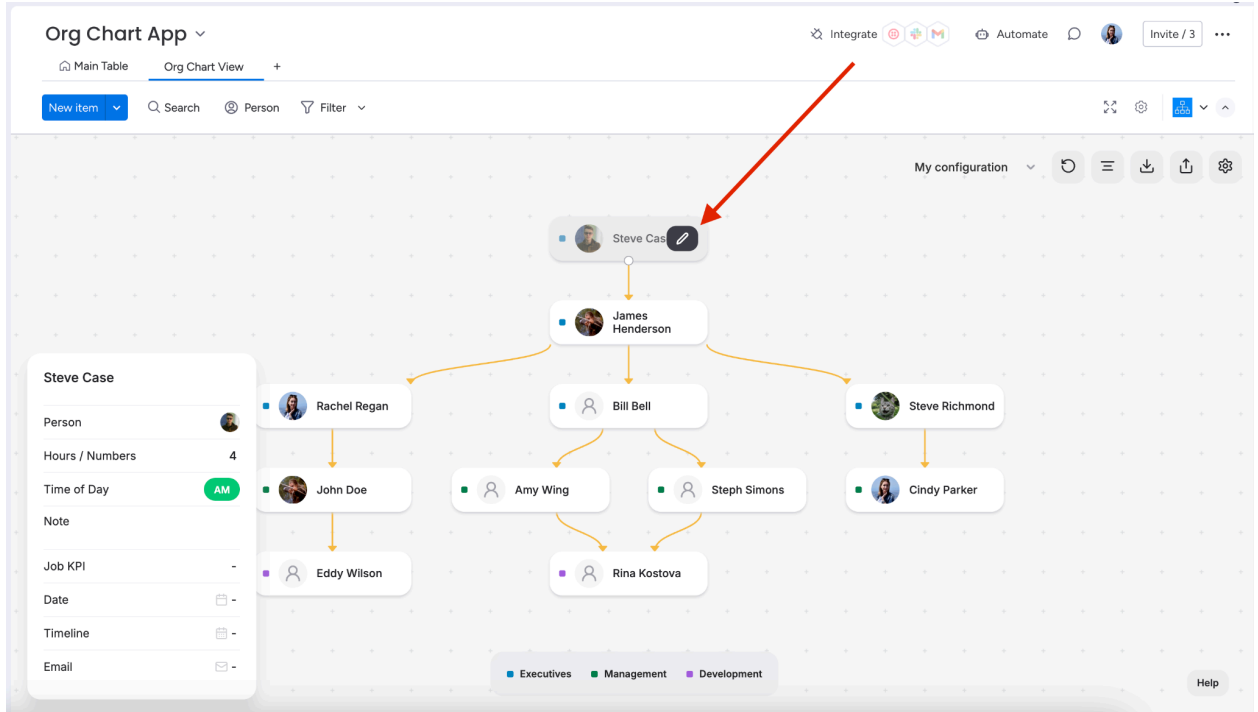 Org Chart App
Integrate
Automate
Invite / 3
Main Table
Org Chart View
+
New item
Search
Person
Filter
My configuration
Steve Cas
James
Henderson
Steve Case
Person
Hours / Numbers 4
Time of Day AM
Note
Job KPI -
Date -
Timeline -
Email -
Rachel Regan
Bill Bell
Steve Richmond
John Doe
Amy Wing
Steph Simons
Cindy Parker
Eddy Wilson
Rina Kostova
Executives Management Development
Help